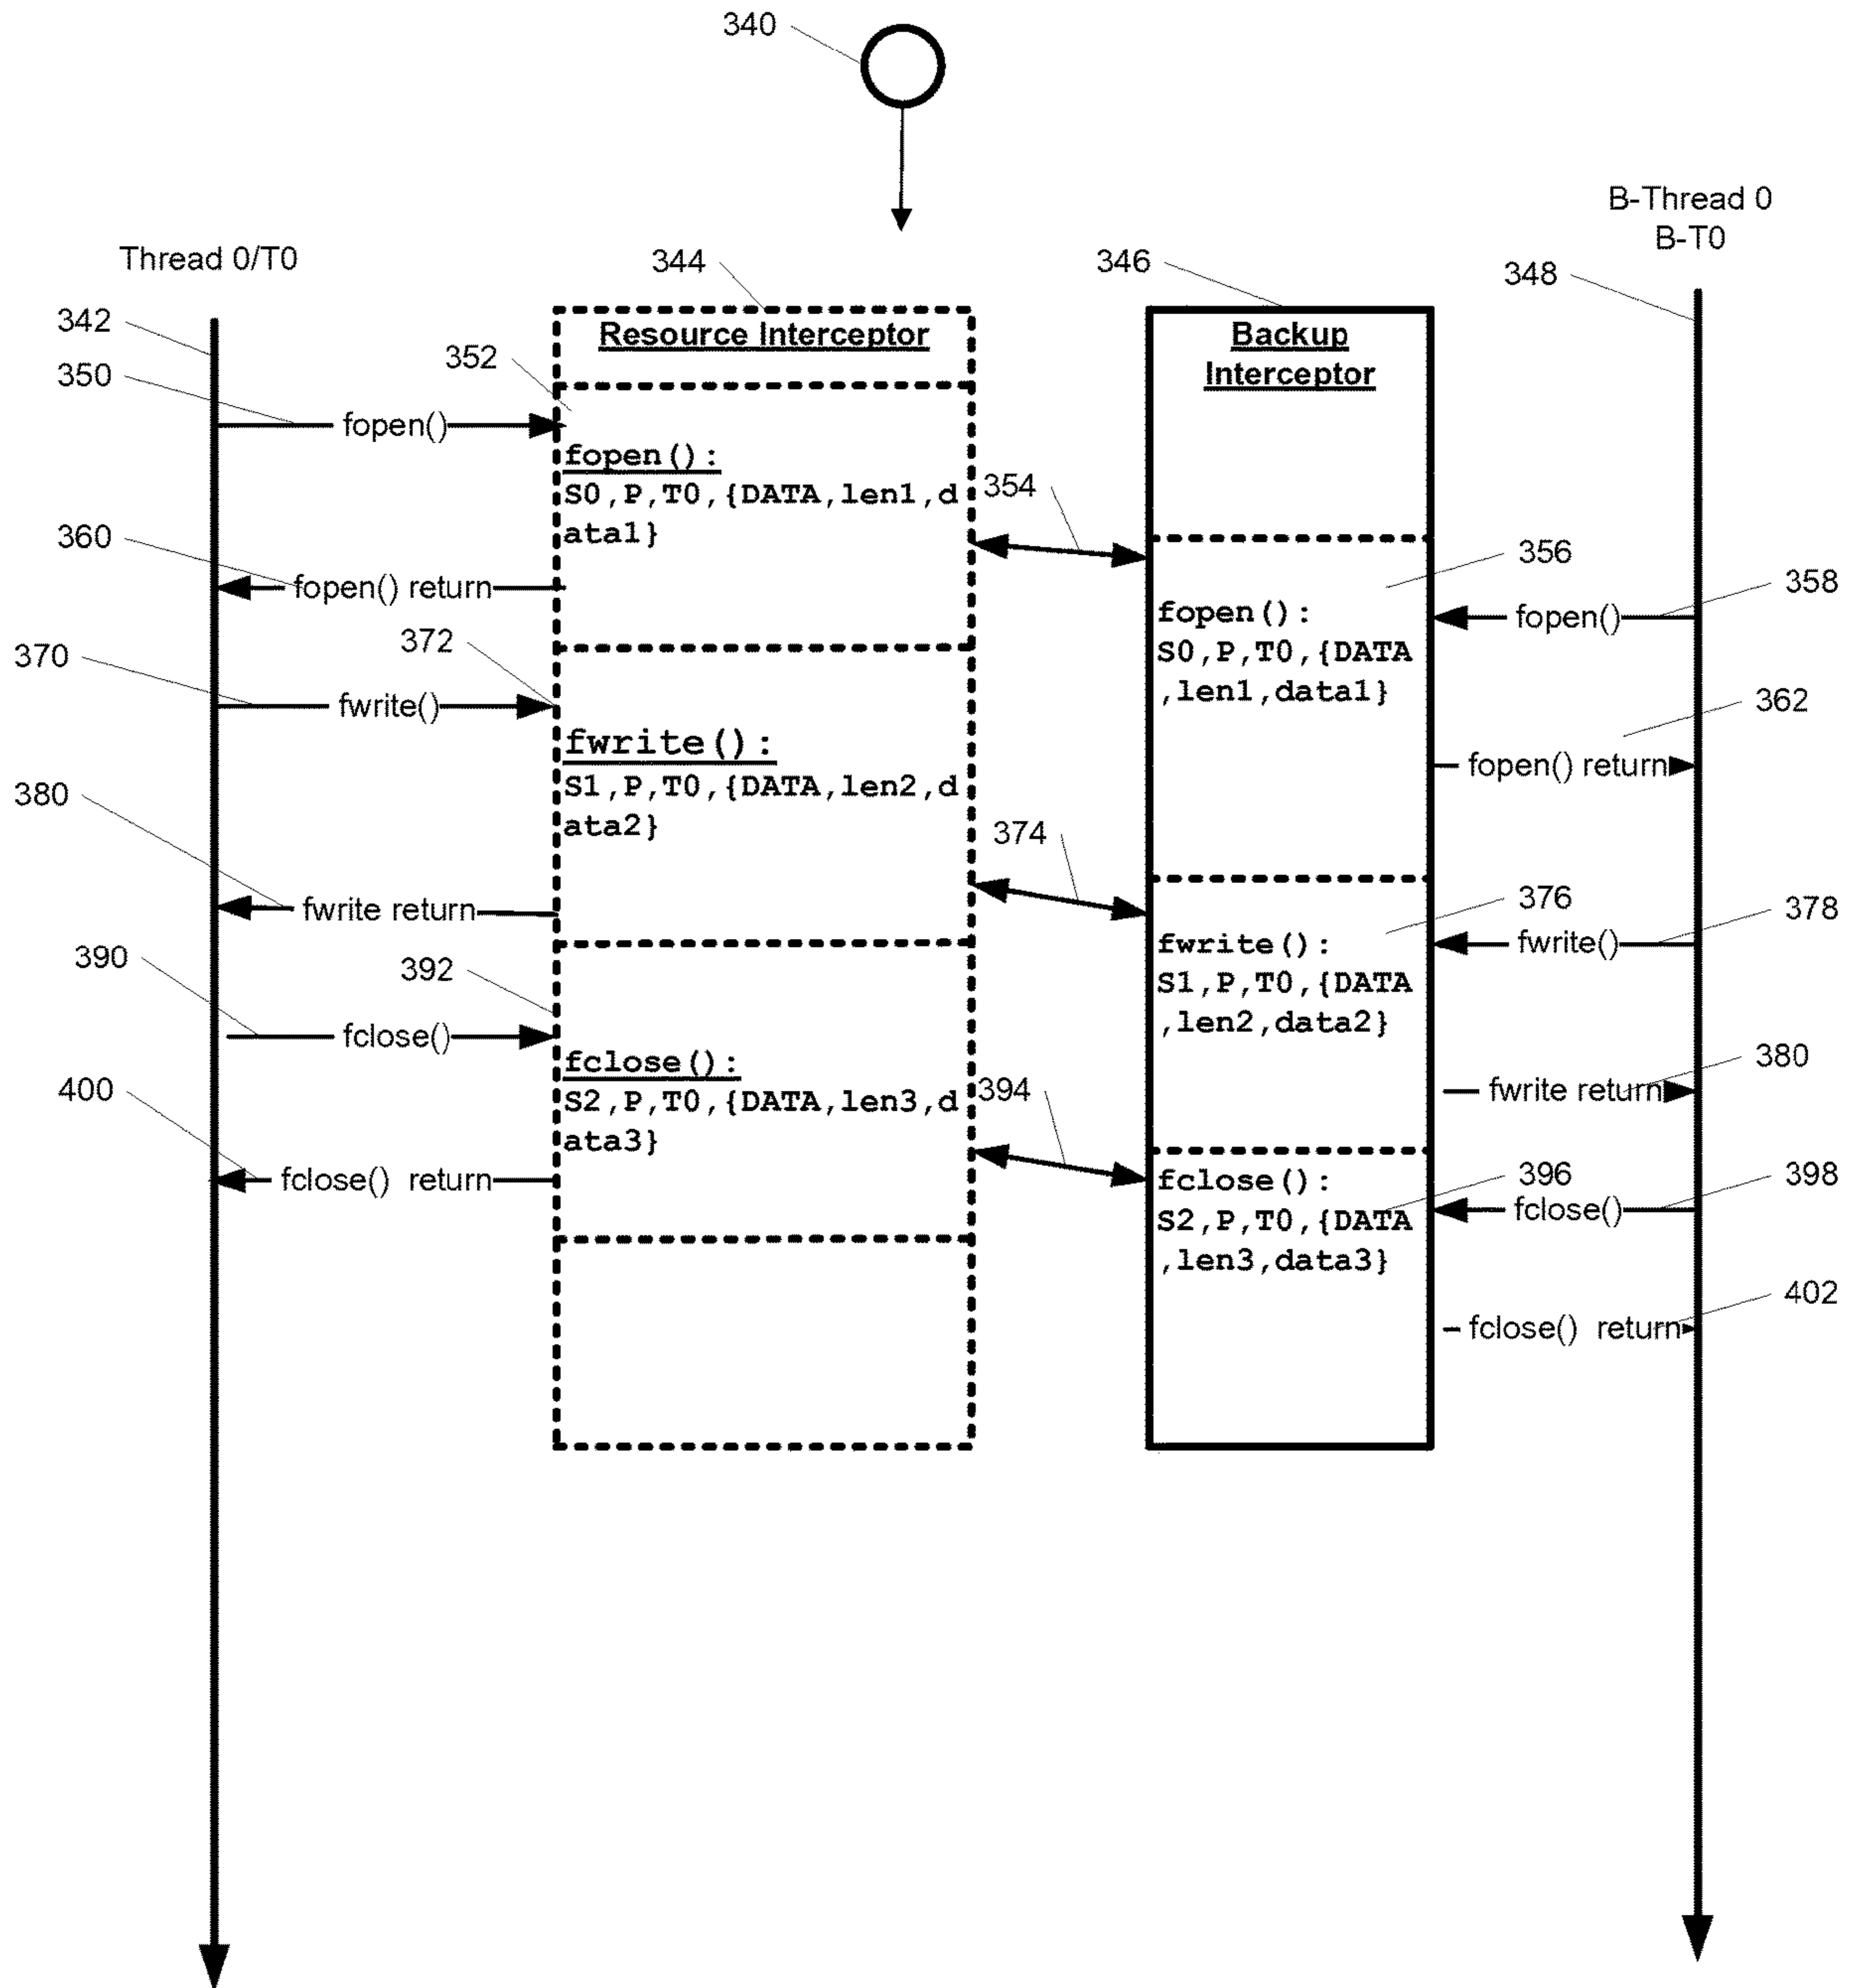 340
B-Thread 0
B-T0
Thread 0/T0
344
346
348
342
Resource Interceptor
Backup
Interceptor
352
350
fopen()
fopen():
S0,P,T0,{DATA,len1,d
ata1}
354
360
fopen() return
356
358
fopen()
fopen():
S0,P,T0,{DATA
,len1,data1}
372
370
fwrite()
362
fopen() return
fwrite():
S1,P,T0,{DATA,len2,d
ata2}
380
374
fwrite return
376
378
fwrite()
fwrite():
S1,P,T0,{DATA
,len2,data2}
390
392
fclose()
fclose():
S2,P,T0,{DATA,len3,d
ata3}
380
fwrite return
400
394
fclose() return
fclose():
S2,P,T0,{DATA
,len3,data3}
396
398
fclose()
402
fclose() return